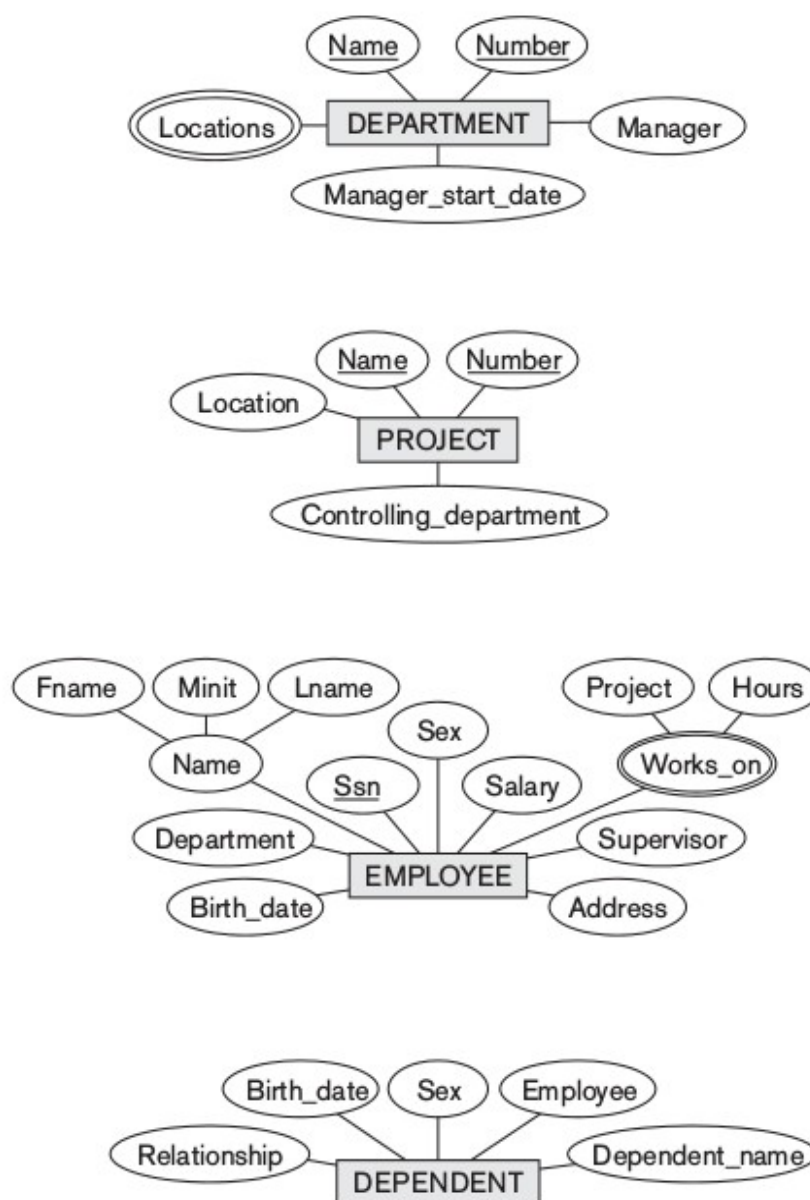 Name
Number
Locations
DEPARTMENT
Manager
Manager_start_date
Name
Number
Location
PROJECT
Controlling_department
Fname
Minit
Lname
Project
Hours
Sex
Name
Works_on
Ssn
Salary
Department
Supervisor
EMPLOYEE
Birth_date
Address
Birth_date
Sex
Employee
Relationship
Dependent_name
DEPENDENT